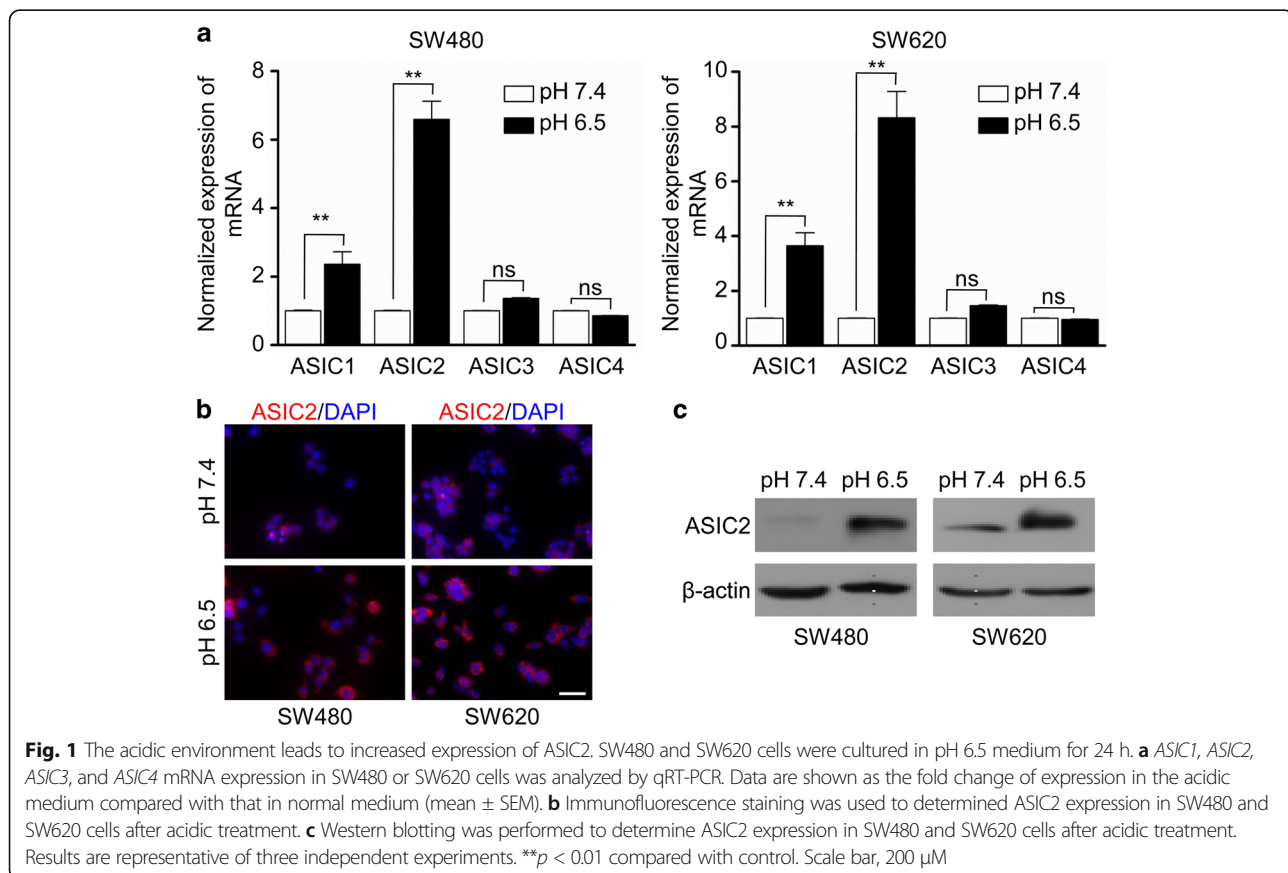 a
SW480
Normalized expression of
mRNA
8
6
4
2
0
**
**
ns
ns
pH 7.4
pH 6.5
ASIC1 ASIC2 ASIC3 ASIC4
SW620
Normalized expression of
mRNA
10
8
6
4
2
0
**
**
ns
ns
pH 7.4
pH 6.5
ASIC1 ASIC2 ASIC3 ASIC4
b
ASIC2/DAPI ASIC2/DAPI
pH 7.4
pH 6.5
SW480 SW620
c
pH 7.4 pH 6.5 pH 7.4 pH 6.5
ASIC2
β-actin
SW480 SW620
Fig. 1 The acidic environment leads to increased expression of ASIC2. SW480 and SW620 cells were cultured in pH 6.5 medium for 24 h. a ASIC1, ASIC2,
ASIC3, and ASIC4 mRNA expression in SW480 or SW620 cells was analyzed by qRT-PCR. Data are shown as the fold change of expression in the acidic
medium compared with that in normal medium (mean ± SEM). b Immunofluorescence staining was used to determined ASIC2 expression in SW480 and
SW620 cells after acidic treatment. c Western blotting was performed to determine ASIC2 expression in SW480 and SW620 cells after acidic treatment.
Results are representative of three independent experiments. **p < 0.01 compared with control. Scale bar, 200 μM